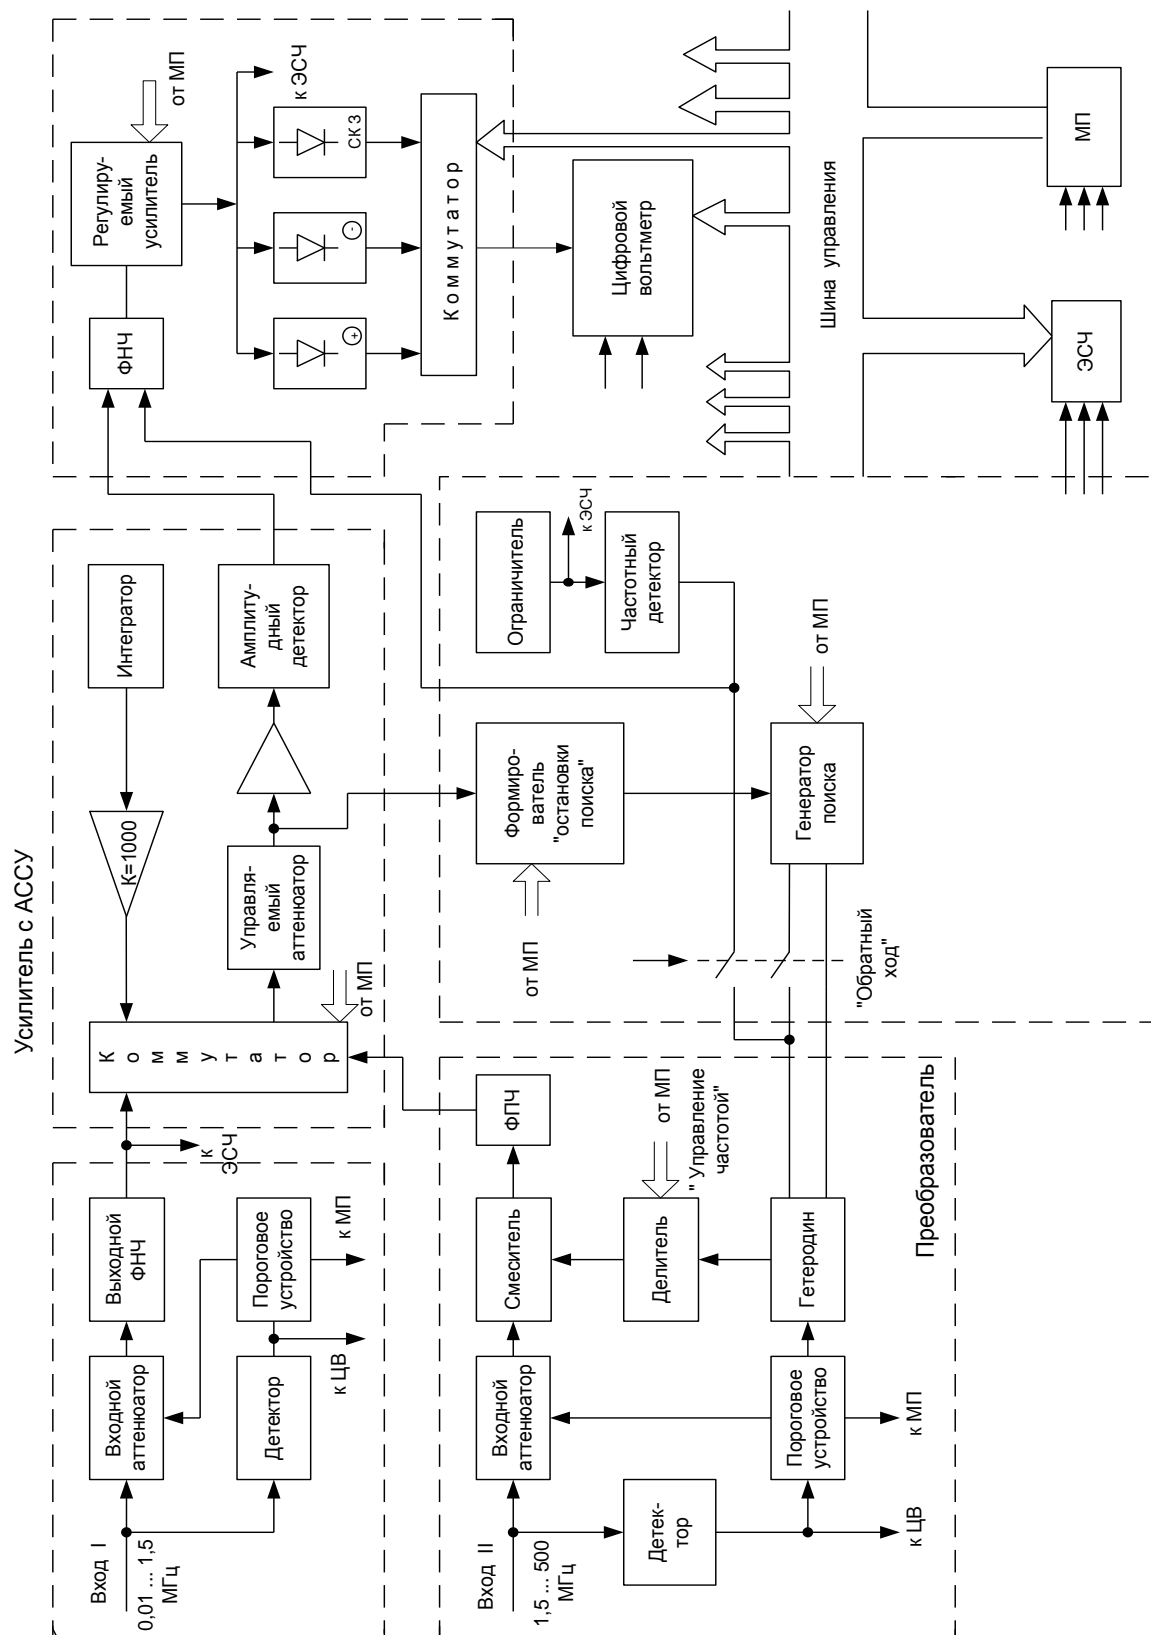 Усилитель с АССУ
Вход I
0,01 ... 1,5
МГц
Входной
аттенюатор
Выходной
ФНЧ
к
ЭСЧ
Детектор
Пороговое
устройство
к ЦВ
к МП
К
о
м
м
у
т
а
т
о
р
от МП
К=1000
Интегратор
Управля-
емый
аттенюатор
Амплиту-
дный
детектор
ФНЧ
Регулиру-
емый
усилитель
от МП
к ЭСЧ
+
-
СКЗ
Коммутатор
Цифровой
вольтметр
Шина управления
МП
ЭСЧ
Вход II
1,5 ... 500
МГц
Входной
аттенюатор
Смеситель
ФПЧ
Детек-
тор
Делитель
от МП
" Управление
частотой"
Пороговое
устройство
Гетеродин
к ЦВ
к МП
Преобразователь
Формиро-
ватель
"остановки
поиска"
от МП
Ограничитель
к ЭСЧ
Частотный
детектор
Генератор
поиска
от МП
"Обратный
ход"